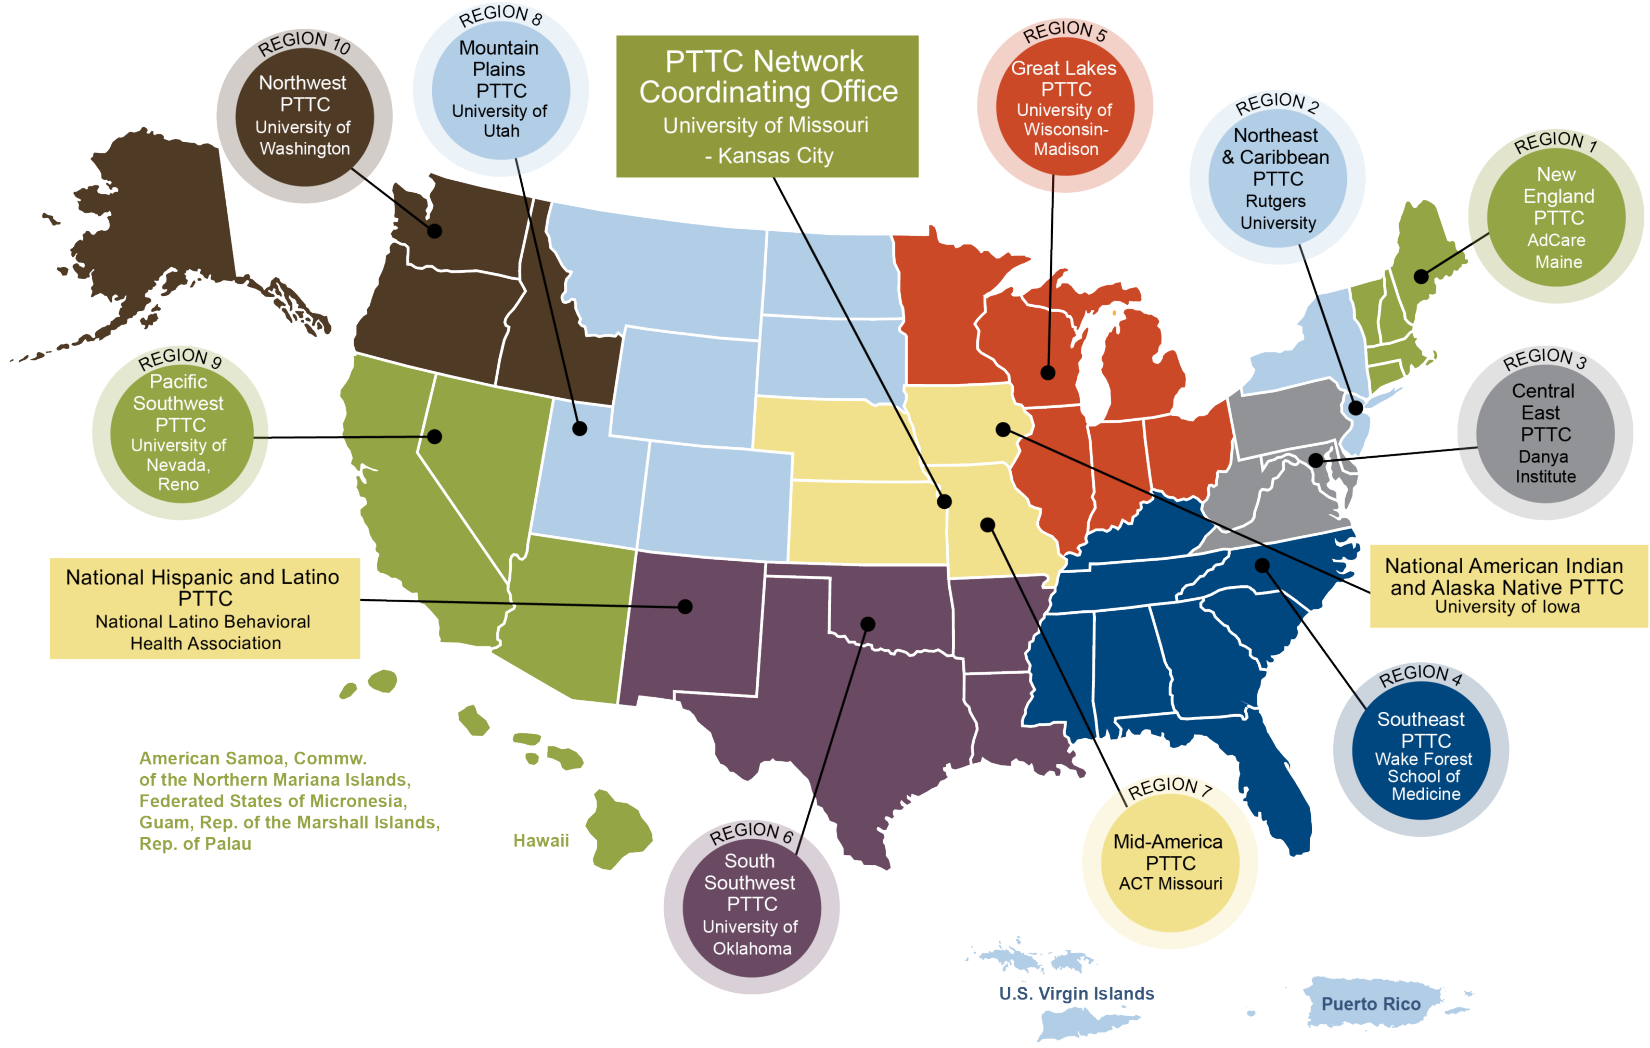 REGION 10
Northwest
PTTC
University of
Washington
REGION 8
Mountain
Plains
PTTC
University of
Utah
PTTC Network
Coordinating Office
University of Missouri
- Kansas City
REGION 5
Great Lakes
PTTC
University of
Wisconsin-
Madison
REGION 2
Northeast
& Caribbean
PTTC
Rutgers
University
REGION 1
New
England
PTTC
AdCare
Maine
REGION 9
Pacific
Southwest
PTTC
University of
Nevada,
Reno
REGION 3
Central
East
PTTC
Danya
Institute
National Hispanic and Latino
PTTC
National Latino Behavioral
Health Association
National American Indian
and Alaska Native PTTC
University of Iowa
REGION 4
Southeast
PTTC
Wake Forest
School of
Medicine
American Samoa, Commw.
of the Northern Mariana Islands,
Federated States of Micronesia,
Guam, Rep. of the Marshall Islands,
Rep. of Palau
Hawaii
REGION 6
South
Southwest
PTTC
University of
Oklahoma
REGION 7
Mid-America
PTTC
ACT Missouri
U.S. Virgin Islands
Puerto Rico